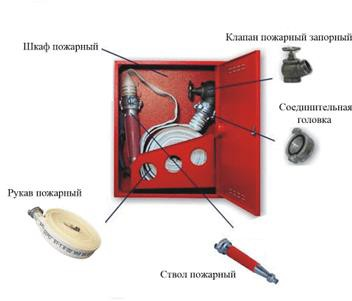 Клапан пожарный запорный
Шкаф пожарный
Соединительная
головка
Рукав пожарный
Ствол пожарный